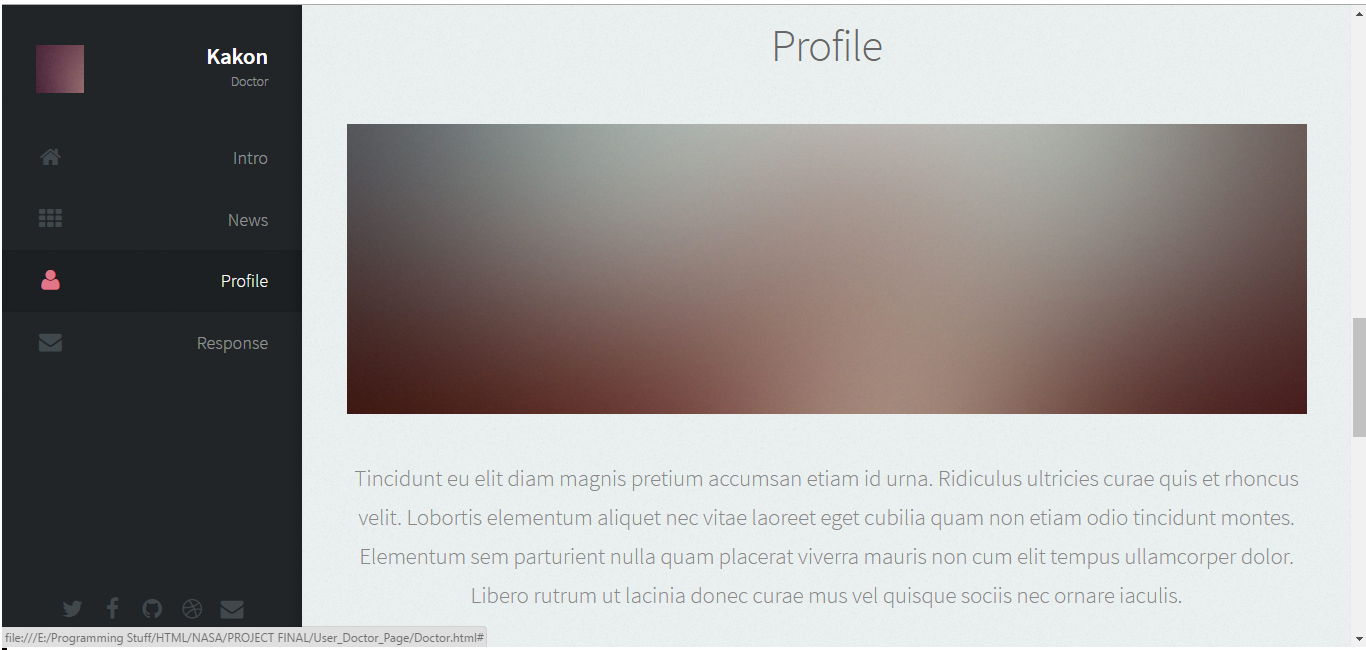 Kakon
Doctor
Intro
News
Profile
Response
Profile
Tincidunt eu elit diam magnis pretium accumsan etiam id urna. Ridiculus ultricies curae quis et rhoncus
velit. Lobortis elementum aliquet nec vitae laoreet eget cubilia quam non etiam odio tincidunt montes.
Elementum sem parturient nulla quam placerat viverra mauris non cum elit tempus ullamcorper dolor.
Libero rutrum ut lacinia donec curae mus vel quisque sociis nec ornare iaculis.
file:///E:/Programming Stuff/HTML/NASA/PROJECT FINAL/User_Doctor_Page/Doctor.html#